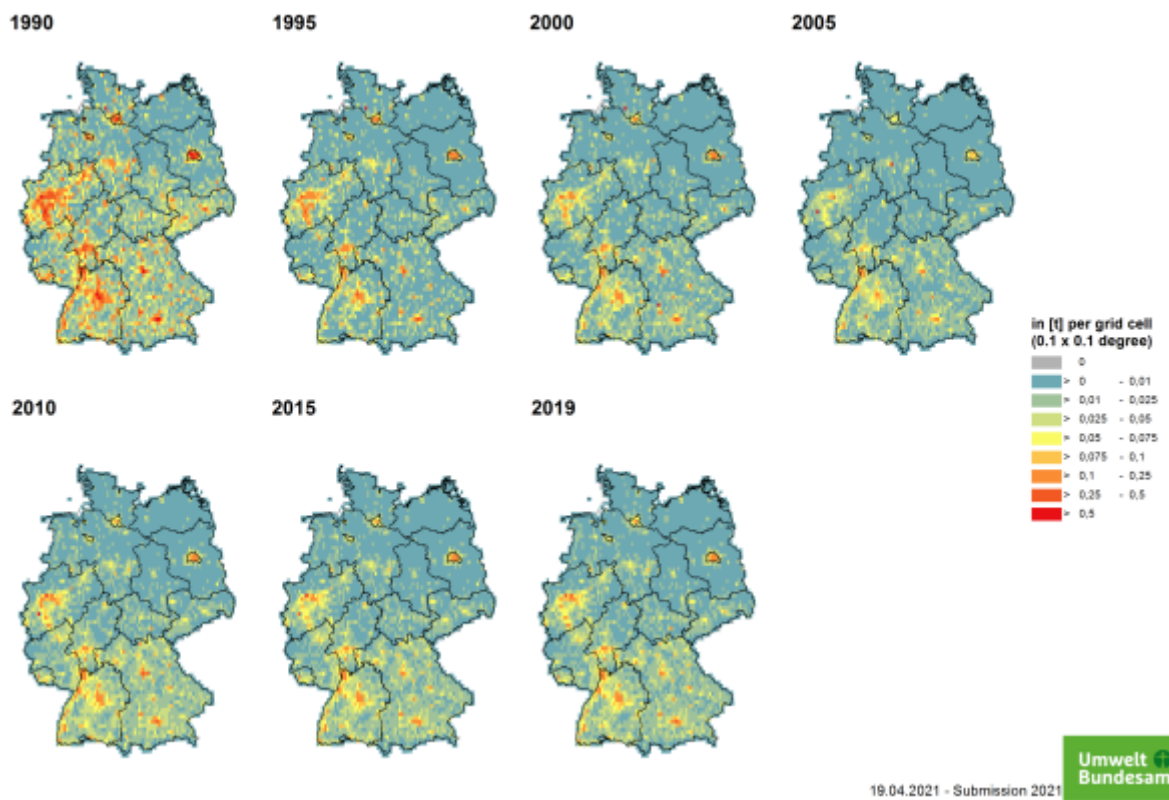 1990
1995
2000
2005
in [t] per grid cell
(0.1 x 0.1 degree)
0
> 0 - 0,01
> 0,01 - 0,025
> 0,025 - 0,05
> 0,05 - 0,075
> 0,075 - 0,1
> 0,1 - 0,25
> 0,25 - 0,5
> 0,5
2010
2015
2019
19.04.2021 - Submission 2021
Umwelt
Bundesam